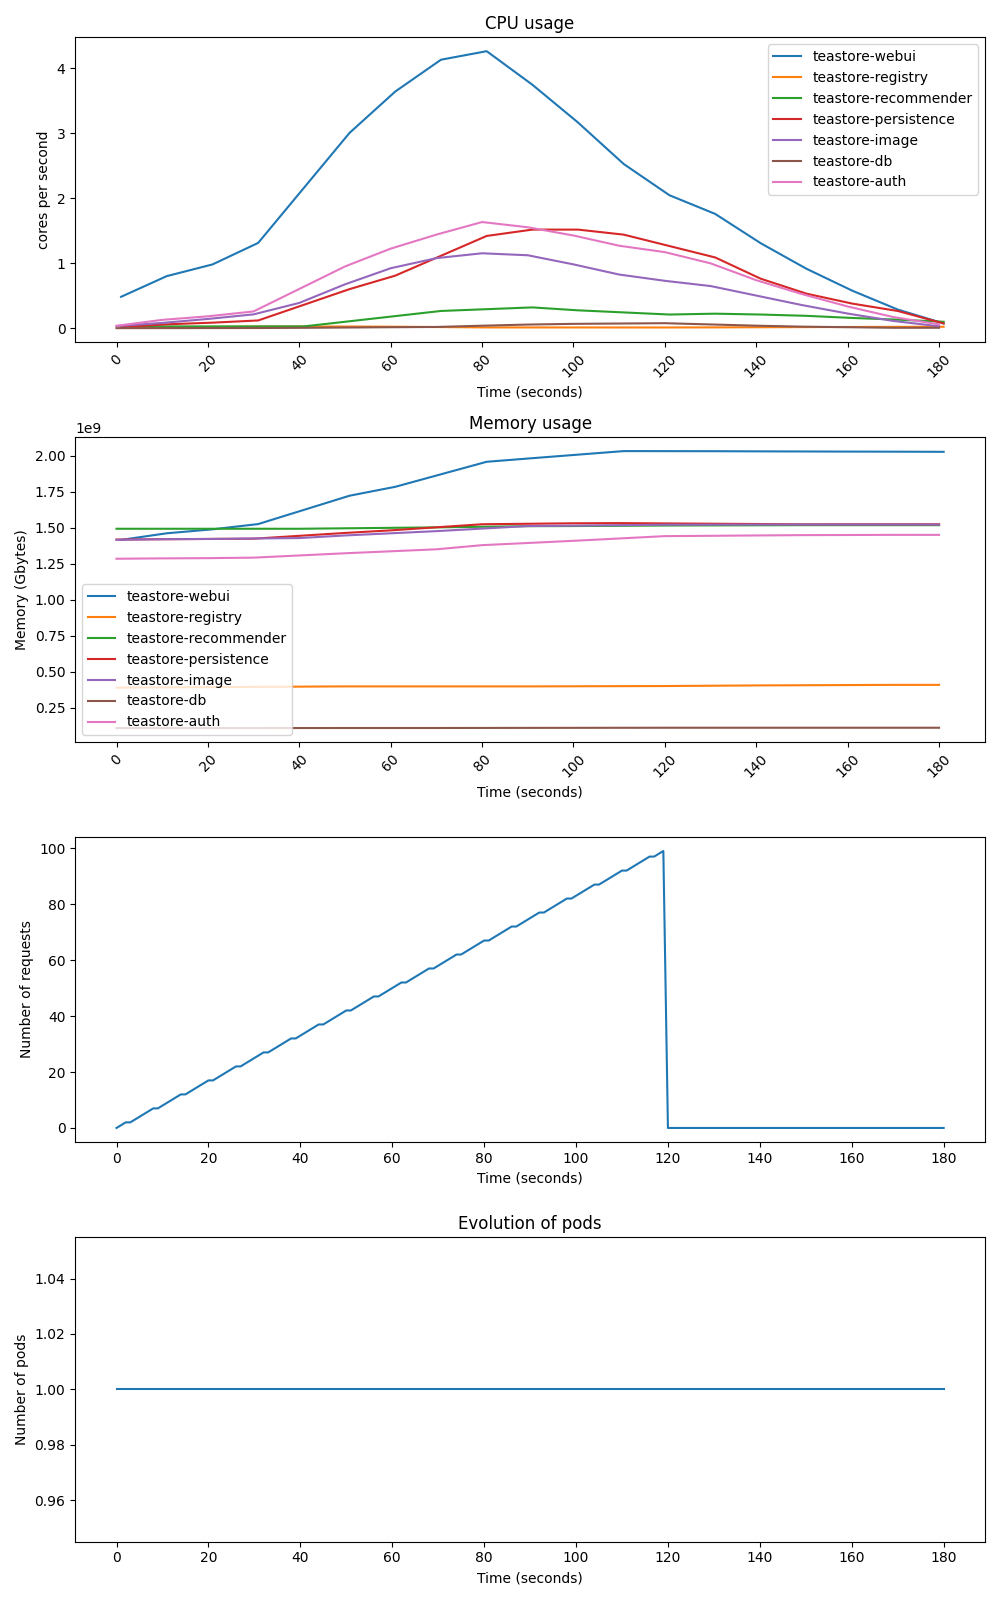 CPU usage
4
3
2
1
0
cores per second
teastore-webui
teastore-registry
teastore-recommender
teastore-persistence
teastore-image
teastore-db
teastore-auth
0 20 40 60 80 100 120 140 160 180
Time (seconds)
Memory usage
1e9
2.00
1.75
1.50
1.25
1.00
0.75
0.50
0.25
Memory (Gbytes)
teastore-webui
teastore-registry
teastore-recommender
teastore-persistence
teastore-image
teastore-db
teastore-auth
0 20 40 60 80 100 120 140 160 180
Time (seconds)
100
80
60
40
20
0
Number of requests
0 20 40 60 80 100 120 140 160 180
Time (seconds)
Evolution of pods
1.04
1.02
1.00
0.98
0.96
Number of pods
0 20 40 60 80 100 120 140 160 180
Time (seconds)